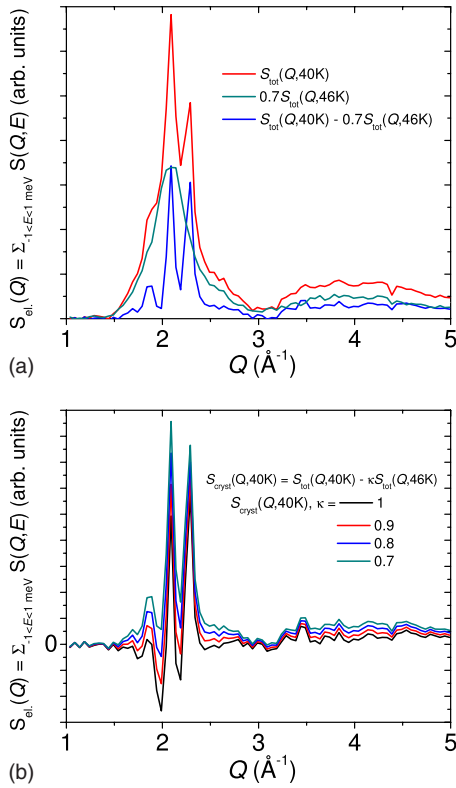 S_el.(Q) = Σ_-1<E<1 meV S(Q,E) (arb. units)
S_tot(Q,40K)
0.7S_tot(Q,46K)
S_tot(Q,40K) - 0.7S_tot(Q,46K)
1 2 3 4 5
(a)
Q (Å⁻¹)
S_el.(Q) = Σ_-1<E<1 meV S(Q,E) (arb. units)
S_cryst(Q,40K) = S_tot(Q,40K) - κS_tot(Q,46K)
S_cryst(Q,40K), κ = 1
0.9
0.8
0.7
0
1 2 3 4 5
(b)
Q (Å⁻¹)